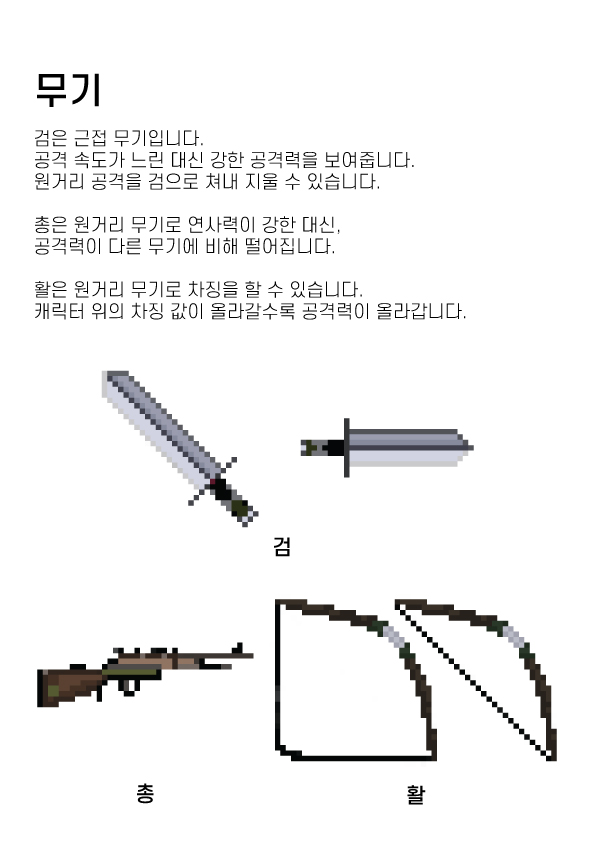 무기
검은 근접 무기입니다.
공격 속도가 느린 대신 강한 공격력을 보여줍니다.
원거리 공격을 검으로 쳐내 지울 수 있습니다.
총은 원거리 무기로 연사력이 강한 대신,
공격력이 다른 무기에 비해 떨어집니다.
활은 원거리 무기로 차징을 할 수 있습니다.
캐릭터 위의 차징 값이 올라갈수록 공격력이 올라갑니다.
검
총
활